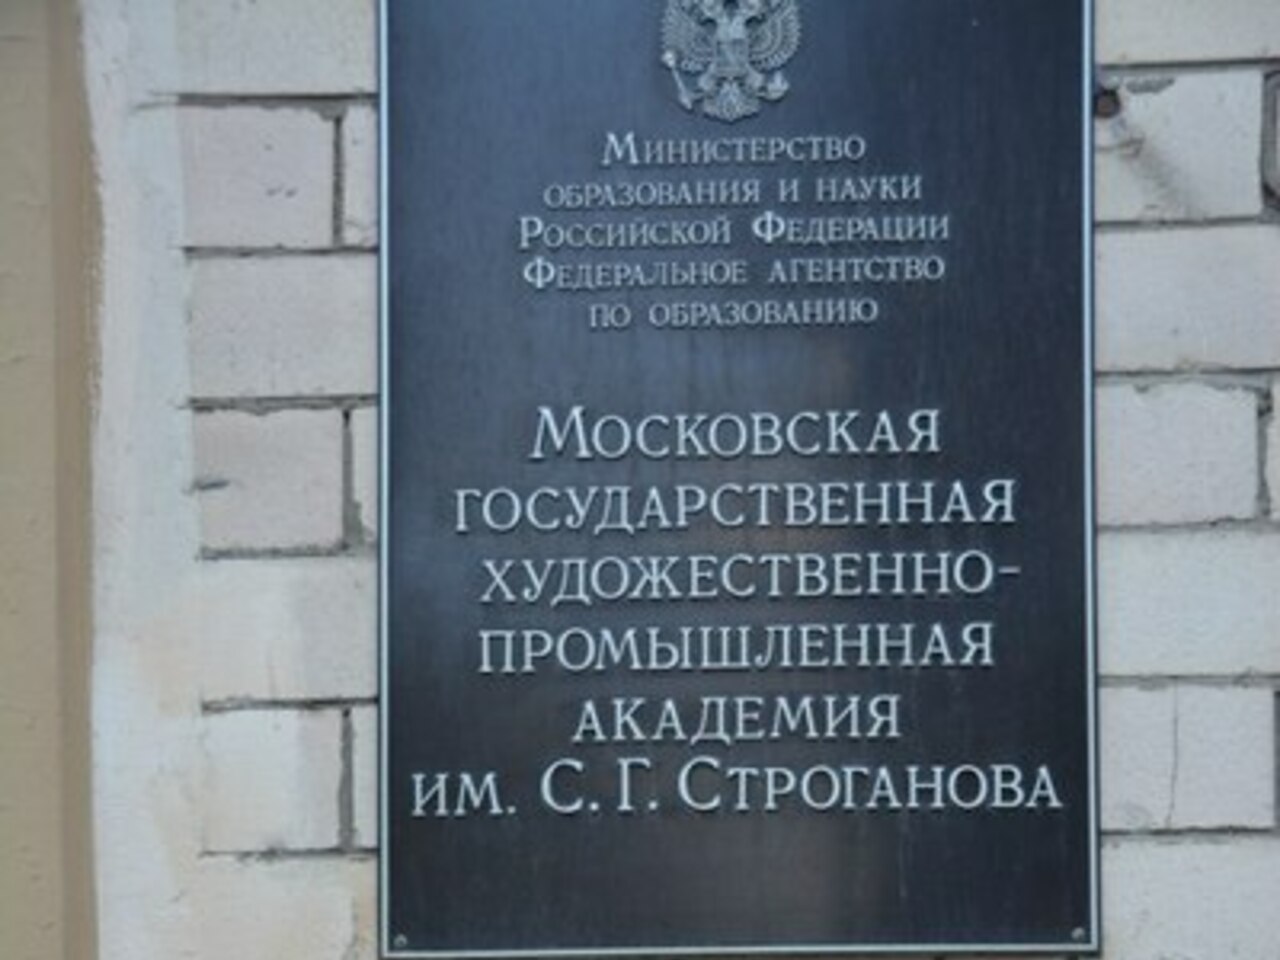 Министерство
образования и науки
Российской Федерации
Федеральное агентство
по образованию
Московская
государственная
художественно-
промышленная
академия
им. С. Г. Строганова